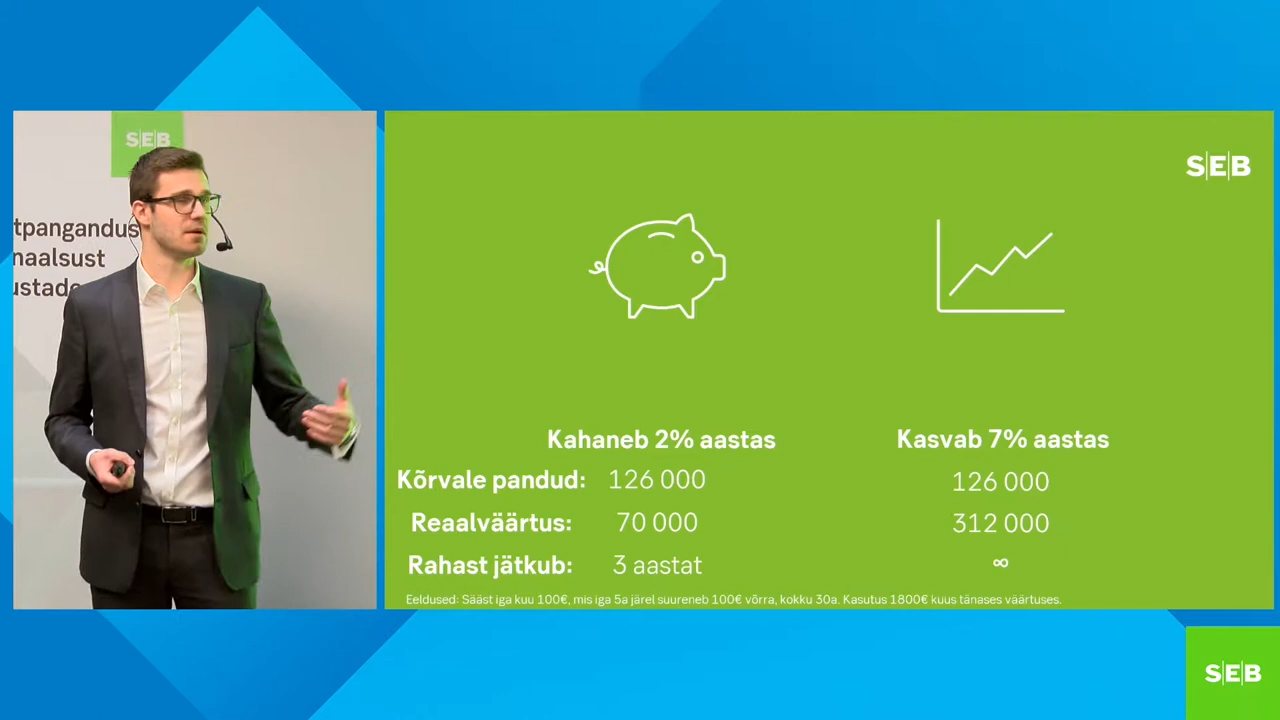 SEB
tpangandus
naalsust
ustade
SEB
Kahaneb 2% aastas
Kasvab 7% aastas
Kõrvale pandud: 126 000 126 000
Reaalväärtus: 70 000 312 000
Rahast jätkub: 3 aastat ∞
Eeldused: Sääst iga kuu 100€, mis iga 5a järel suureneb 100€ võrra, kokku 30a. Kasutus 1800€ kuus tänases väärtuses.
SEB